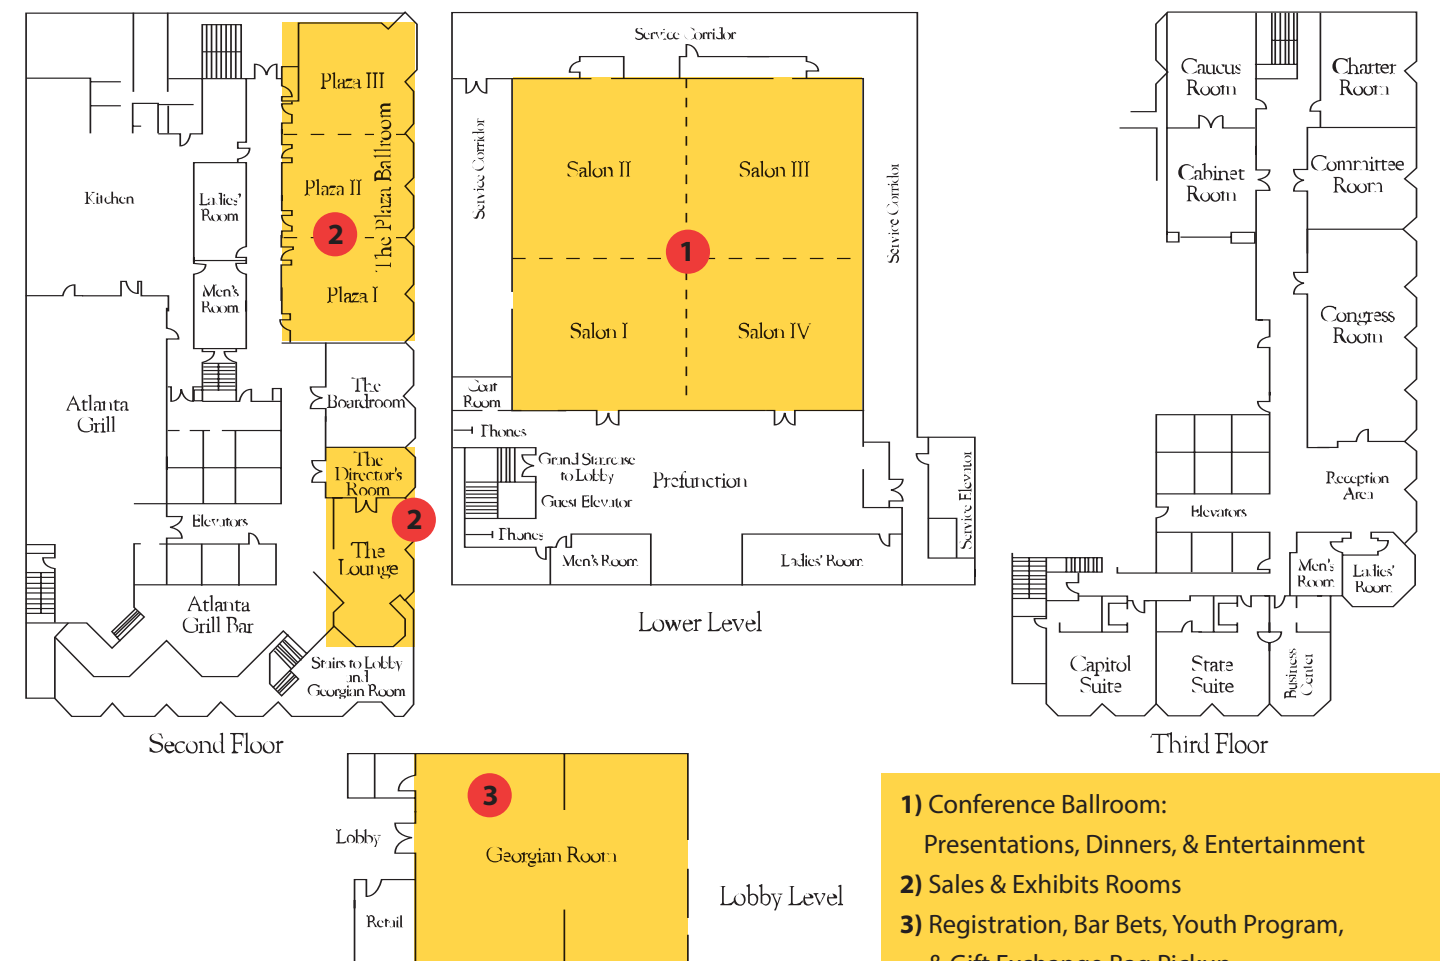 Plaza III
Plaza II
The Plaza Ballroom
2
Plaza I
Kitchen
Ladies'
Room
Men's
Room
Atlanta
Grill
The
Boardroom
The
Director's
Room
2
Elevators
The
Lounge
Atlanta
Grill Bar
Stairs to Lobby
and
Georgian Room
Second Floor
Service Corridor
Service Corridor
Service Corridor
Salon II
Salon III
1
Salon I
Salon IV
Coat
Room
Phones
Grand Staircase
to Lobby
Guest Elevator
Prefunction
Phones
Men's Room
Ladies' Room
Service Elevator
Lower Level
Caucus
Room
Charter
Room
Cabinet
Room
Committee
Room
Congress
Room
Reception
Area
Elevators
Men's
Room
Ladies'
Room
Capitol
Suite
State
Suite
Business
Center
Third Floor
3
Lobby
Georgian Room
Retail
Lobby Level
1) Conference Ballroom:
Presentations, Dinners, & Entertainment
2) Sales & Exhibits Rooms
3) Registration, Bar Bets, Youth Program,
& Gift Exchange Bag Pickup